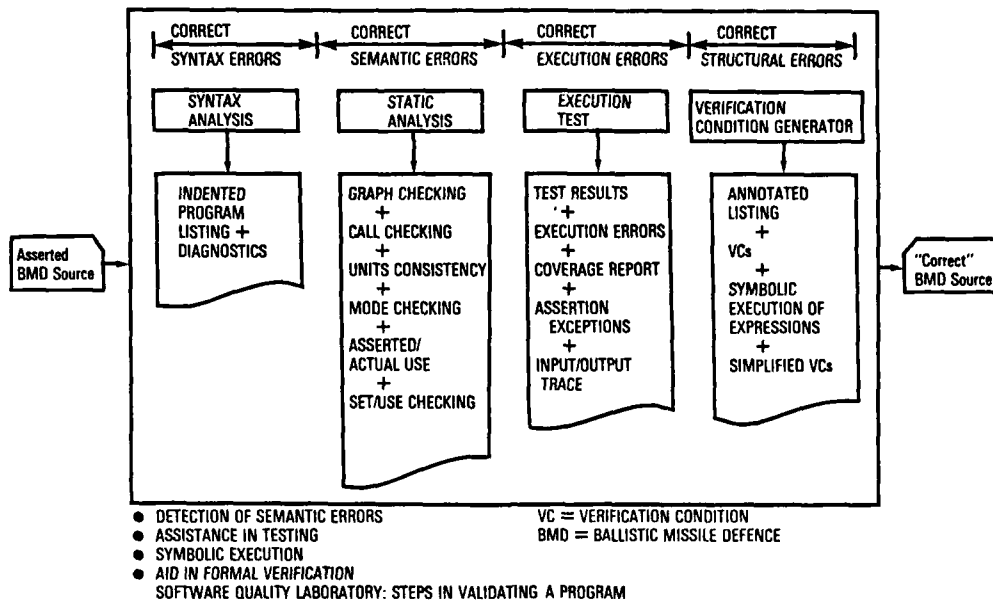 CORRECT
SYNTAX ERRORS
CORRECT
SEMANTIC ERRORS
CORRECT
EXECUTION ERRORS
CORRECT
STRUCTURAL ERRORS
SYNTAX
ANALYSIS
STATIC
ANALYSIS
EXECUTION
TEST
VERIFICATION
CONDITION GENERATOR
Asserted
BMD Source
INDENTED
PROGRAM
LISTING +
DIAGNOSTICS
GRAPH CHECKING
+
CALL CHECKING
+
UNITS CONSISTENCY
+
MODE CHECKING
+
ASSERTED/
ACTUAL USE
+
SET/USE CHECKING
TEST RESULTS
+
EXECUTION ERRORS
+
COVERAGE REPORT
+
ASSERTION
EXCEPTIONS
+
INPUT/OUTPUT
TRACE
ANNOTATED
LISTING
+
VCs
+
SYMBOLIC
EXECUTION OF
EXPRESSIONS
+
SIMPLIFIED VCs
"Correct"
BMD Source
● DETECTION OF SEMANTIC ERRORS
● ASSISTANCE IN TESTING
● SYMBOLIC EXECUTION
● AID IN FORMAL VERIFICATION
VC = VERIFICATION CONDITION
BMD = BALLISTIC MISSILE DEFENCE
SOFTWARE QUALITY LABORATORY: STEPS IN VALIDATING A PROGRAM